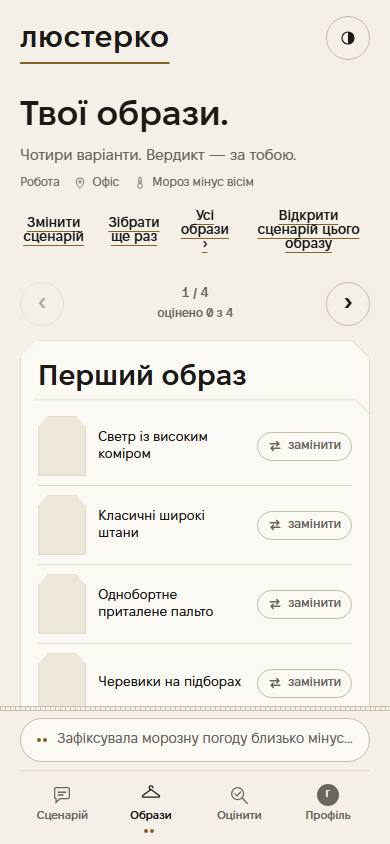 люстерко
Твої образи.
Чотири варіанти. Вердикт — за тобою.
Робота Офіс Мороз мінус вісім
Змінити
сценарій
Зібрати
ще раз
Усі
образи
›
Відкрити
сценарій цього
образу
‹
1 / 4
оцінено 0 з 4
›
Перший образ
Светр із високим
коміром
замінити
Класичні широкі
штани
замінити
Однобортне
приталене пальто
замінити
Черевики на підборах
замінити
Зафіксувала морозну погоду близько мінус...
Сценарій
Образи
Оцінити
Г
Профіль